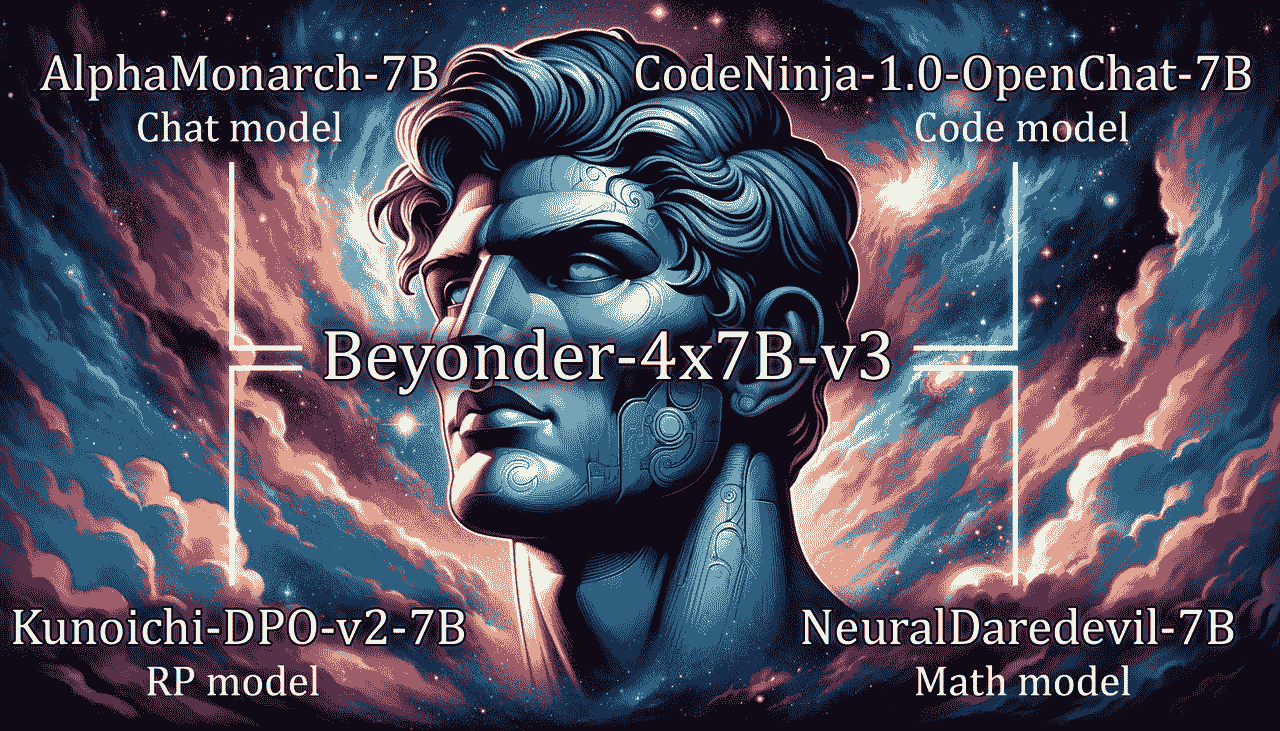 AlphaMonarch-7B
Chat model
CodeNinja-1.0-OpenChat-7B
Code model
Beyonder-4x7B-v3
Kunoichi-DPO-v2-7B
RP model
NeuralDaredevil-7B
Math model